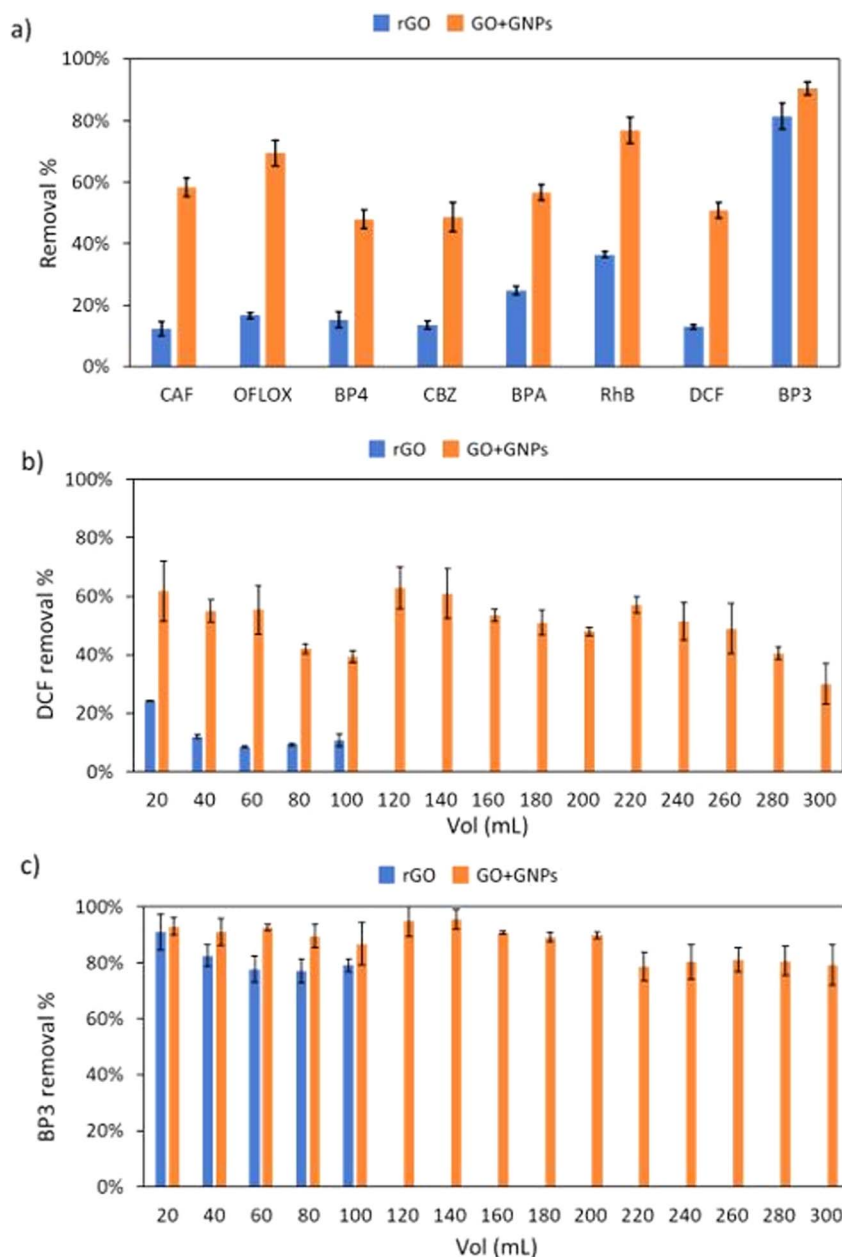 a)
rGO GO+GNPs
Removal %
100%
80%
60%
40%
20%
0%
CAF OFLOX BP4 CBZ BPA RhB DCF BP3
b)
rGO GO+GNPs
DCF removal %
100%
80%
60%
40%
20%
0%
20 40 60 80 100 120 140 160 180 200 220 240 260 280 300
Vol (mL)
c)
rGO GO+GNPs
BP3 removal %
100%
80%
60%
40%
20%
0%
20 40 60 80 100 120 140 160 180 200 220 240 260 280 300
Vol (mL)